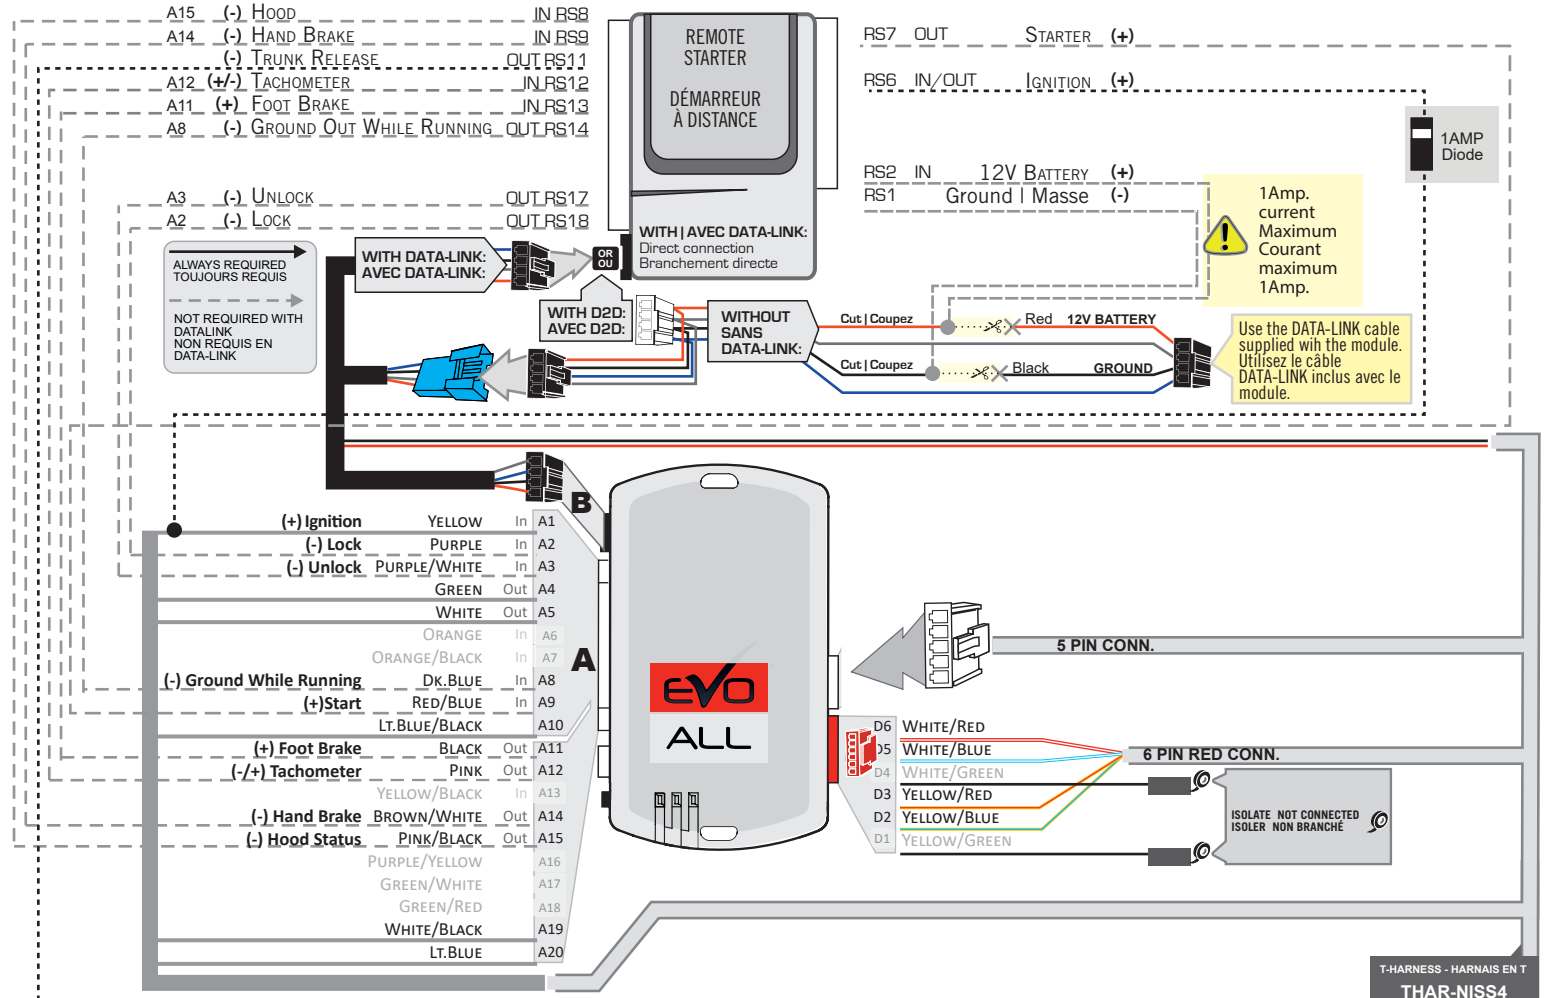 A15 (-) HOOD IN RS8
A14 (-) HAND BRAKE IN RS9
(-) TRUNK RELEASE OUT RS11
A12 (+/-) TACHOMETER IN RS12
A11 (+) FOOT BRAKE IN RS13
A8 (-) GROUND OUT WHILE RUNNING OUT RS14
A3 (-) UNLOCK OUT RS17
A2 (-) LOCK OUT RS18
REMOTE
STARTER
DÉMARREUR
À DISTANCE
WITH | AVEC DATA-LINK:
Direct connection
Branchement directe
RS7 OUT STARTER (+)
RS6 IN/OUT IGNITION (+)
RS2 IN 12V BATTERY (+)
RS1 Ground | Masse (-)
1AMP
Diode
1Amp.
current
Maximum
Courant
maximum
1Amp.
ALWAYS REQUIRED
TOUJOURS REQUIS
NOT REQUIRED WITH
DATALINK
NON REQUIS EN
DATA-LINK
WITH DATA-LINK:
AVEC DATA-LINK:
OR
OU
WITH D2D:
AVEC D2D:
WITHOUT
SANS
DATA-LINK:
Cut | Coupez Red 12V BATTERY
Cut | Coupez Black GROUND
Use the DATA-LINK cable
supplied wih the module.
Utilisez le câble
DATA-LINK inclus avec le
module.
B
(+) Ignition YELLOW In A1
(-) Lock PURPLE In A2
(-) Unlock PURPLE/WHITE In A3
GREEN Out A4
WHITE Out A5
ORANGE In A6
ORANGE/BLACK In A7
(-) Ground While Running DK.BLUE In A8
(+)Start RED/BLUE In A9
LT.BLUE/BLACK A10
(+) Foot Brake BLACK Out A11
(-/+) Tachometer PINK Out A12
YELLOW/BLACK In A13
(-) Hand Brake BROWN/WHITE Out A14
(-) Hood Status PINK/BLACK Out A15
PURPLE/YELLOW A16
GREEN/WHITE A17
GREEN/RED A18
WHITE/BLACK A19
LT.BLUE A20
A
EVO
ALL
5 PIN CONN.
D6 WHITE/RED
D5 WHITE/BLUE
D4 WHITE/GREEN
D3 YELLOW/RED
D2 YELLOW/BLUE
D1 YELLOW/GREEN
6 PIN RED CONN.
ISOLATE NOT CONNECTED
ISOLER NON BRANCHÉ
T-HARNESS - HARNAIS EN T
THAR-NISS4